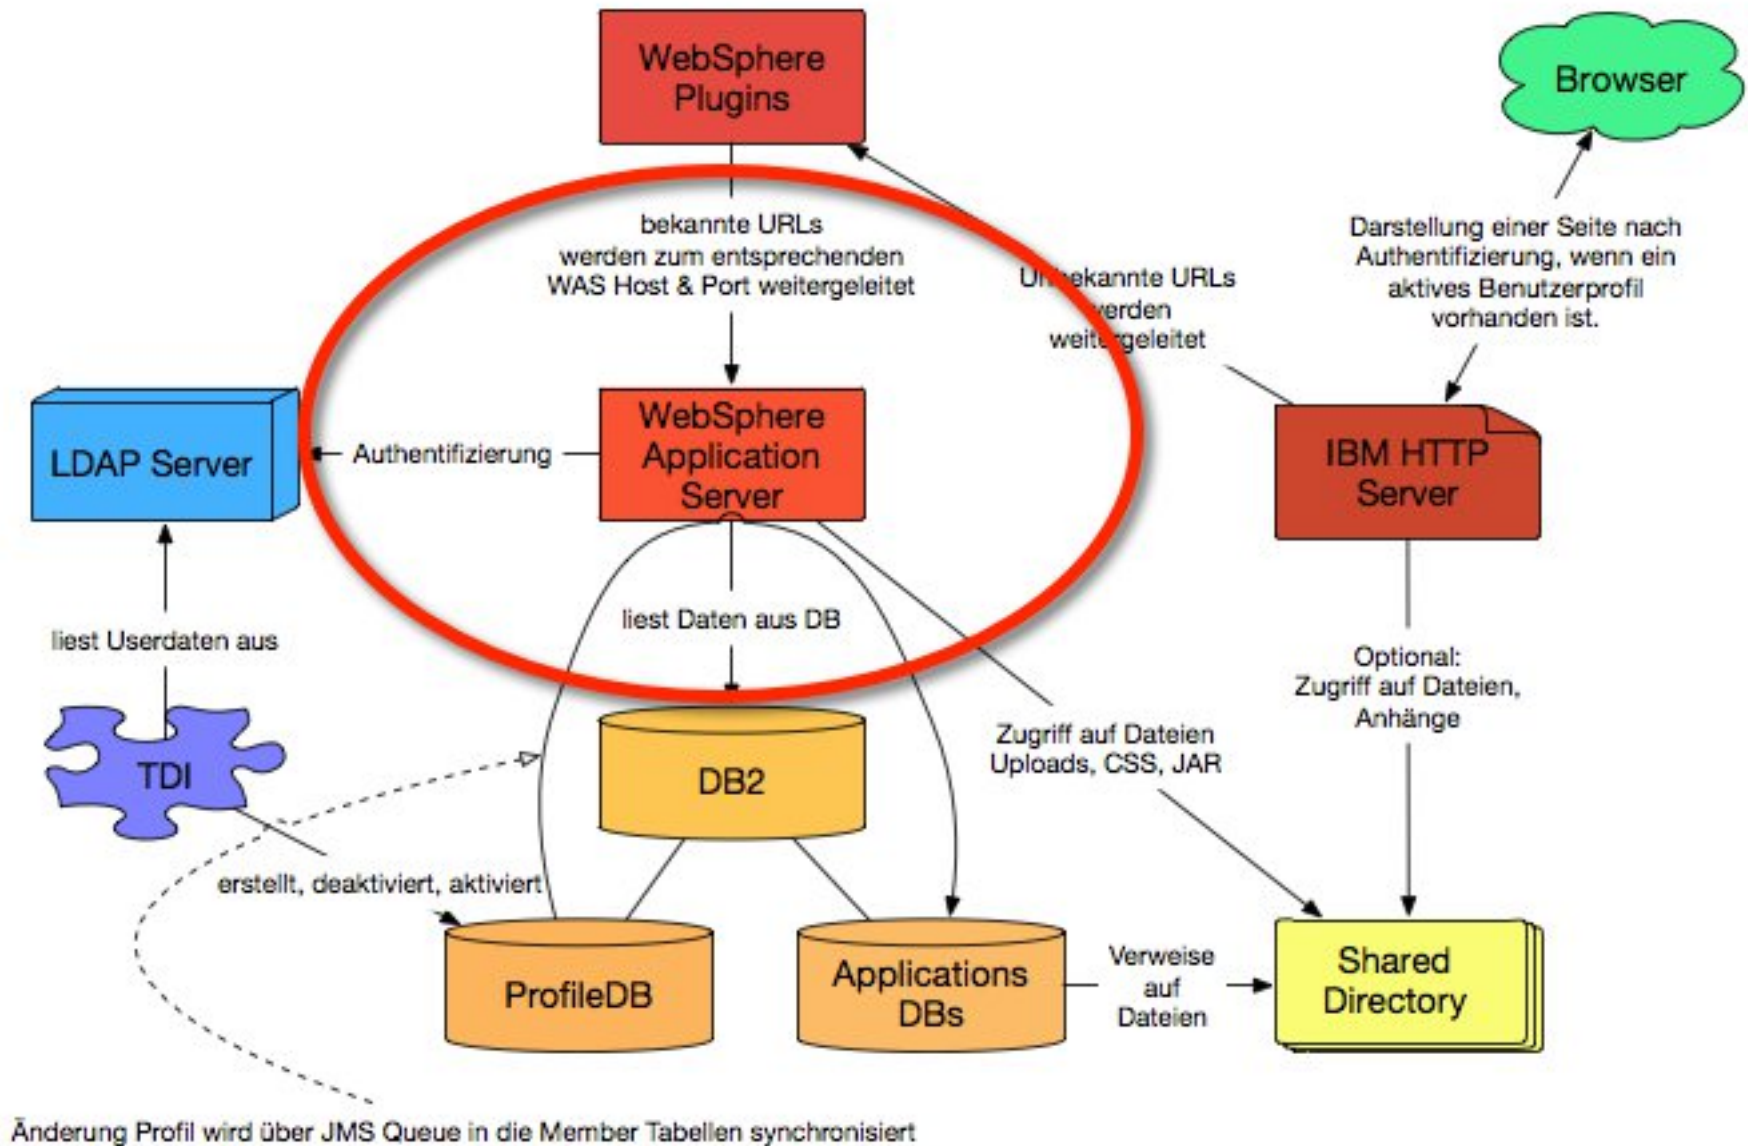 WebSphere
Plugins
Browser
bekannte URLs
werden zum entsprechenden
WAS Host & Port weitergeleitet
Unbekannte URLs
werden
weitergeleitet
Darstellung einer Seite nach
Authentifizierung, wenn ein
aktives Benutzerprofil
vorhanden ist.
LDAP Server
Authentifizierung
WebSphere
Application
Server
IBM HTTP
Server
liest Userdaten aus
liest Daten aus DB
Optional:
Zugriff auf Dateien,
Anhänge
TDI
DB2
Zugriff auf Dateien
Uploads, CSS, JAR
erstellt, deaktiviert, aktiviert
ProfileDB
Applications
DBs
Verweise
auf
Dateien
Shared
Directory
Änderung Profil wird über JMS Queue in die Member Tabellen synchronisiert